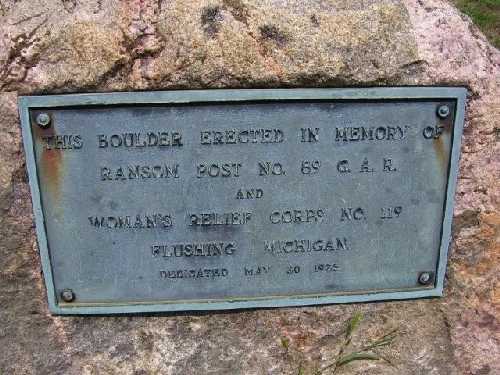 THIS BOULDER ERECTED IN MEMORY OF
RANSOM POST NO. 89 G. A. R.
AND
WOMAN'S RELIEF CORPS NO. 119
FLUSHING MICHIGAN
DEDICATED MAY 30